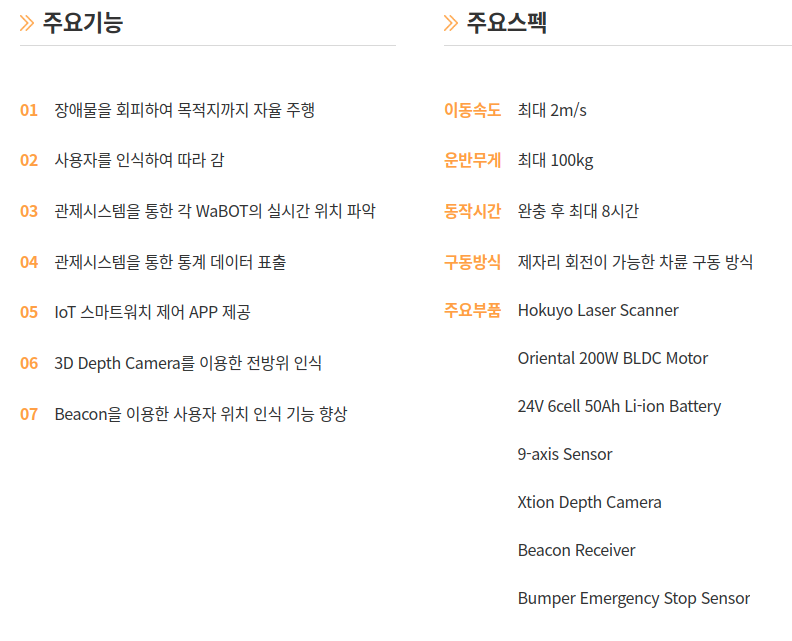 주요기능
01 장애물을 회피하여 목적지까지 자율 주행
02 사용자를 인식하여 따라 감
03 관제시스템을 통한 각 WaBOT의 실시간 위치 파악
04 관제시스템을 통한 통계 데이터 표출
05 IoT 스마트워치 제어 APP 제공
06 3D Depth Camera를 이용한 전방위 인식
07 Beacon을 이용한 사용자 위치 인식 기능 향상
주요스펙
이동속도 최대 2m/s
운반무게 최대 100kg
동작시간 완충 후 최대 8시간
구동방식 제자리 회전이 가능한 차륜 구동 방식
주요부품 Hokuyo Laser Scanner
Oriental 200W BLDC Motor
24V 6cell 50Ah Li-ion Battery
9-axis Sensor
Xtion Depth Camera
Beacon Receiver
Bumper Emergency Stop Sensor